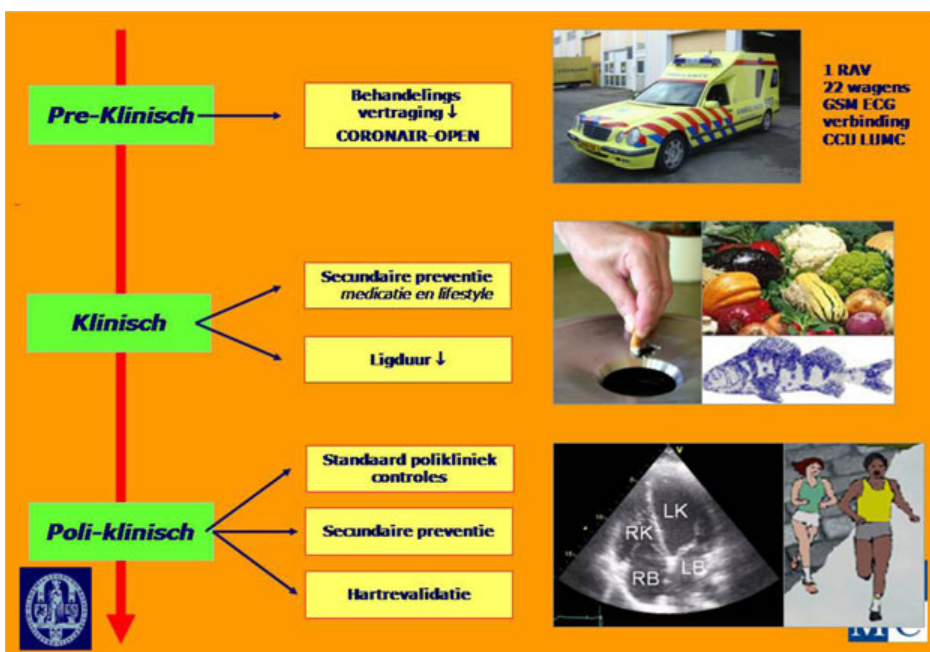 Pre-Klinisch
Behandelings
vertraging ↓
CORONAIR-OPEN
1 RAV
22 wagens
GSM ECG
verbinding
CCU LUMC
Klinisch
Secundaire preventie
medicatie en lifestyle
Ligduur ↓
Poli-klinisch
Standaard polikliniek
controles
Secundaire preventie
Hartrevalidatie
V
LK
RK
LB
RB
M C